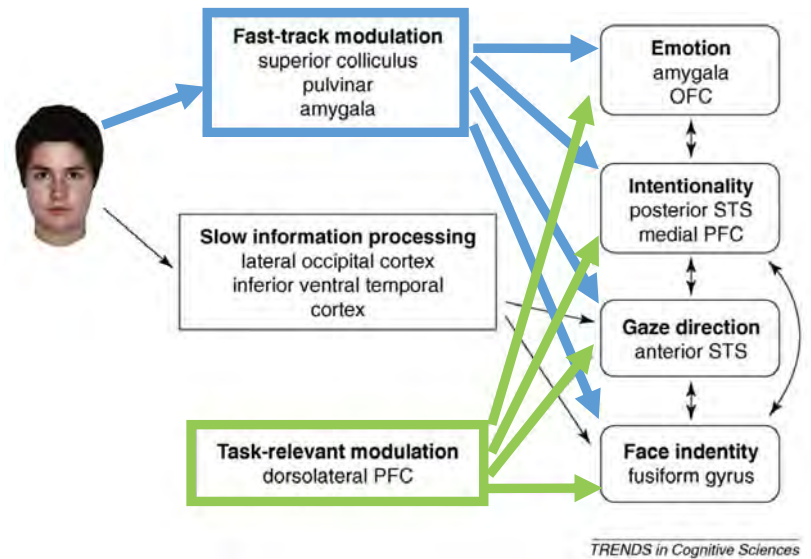 Fast-track modulation
superior colliculus
pulvinar
amygala
Emotion
amygala
OFC
Intentionality
posterior STS
medial PFC
Slow information processing
lateral occipital cortex
inferior ventral temporal
cortex
Gaze direction
anterior STS
Task-relevant modulation
dorsolateral PFC
Face indentity
fusiform gyrus
TRENDS in Cognitive Sciences